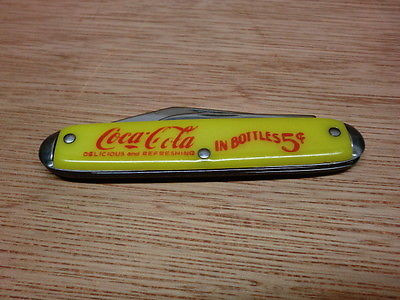 Coca-Cola
DELICIOUS and REFRESHING
IN BOTTLES 5¢